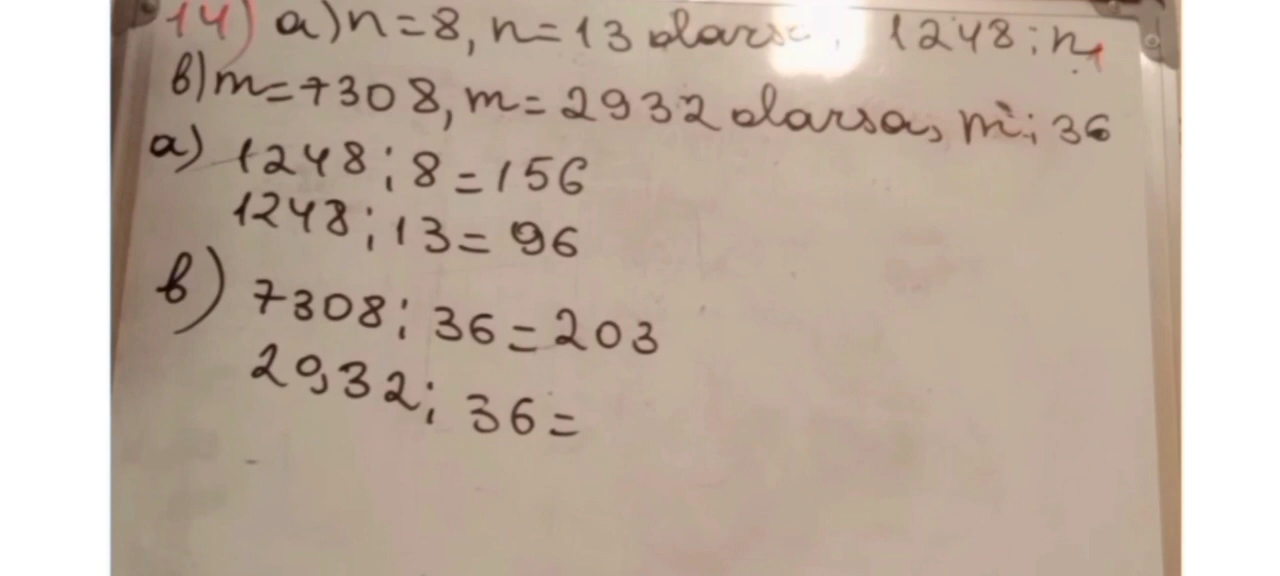 14) a) n=8, n=13 olarsa, 1248:n,
b) m=7308, m=2932 olarsa, m:36
a) 1248:8=156
1248:13=96
b) 7308:36=203
2932:36=